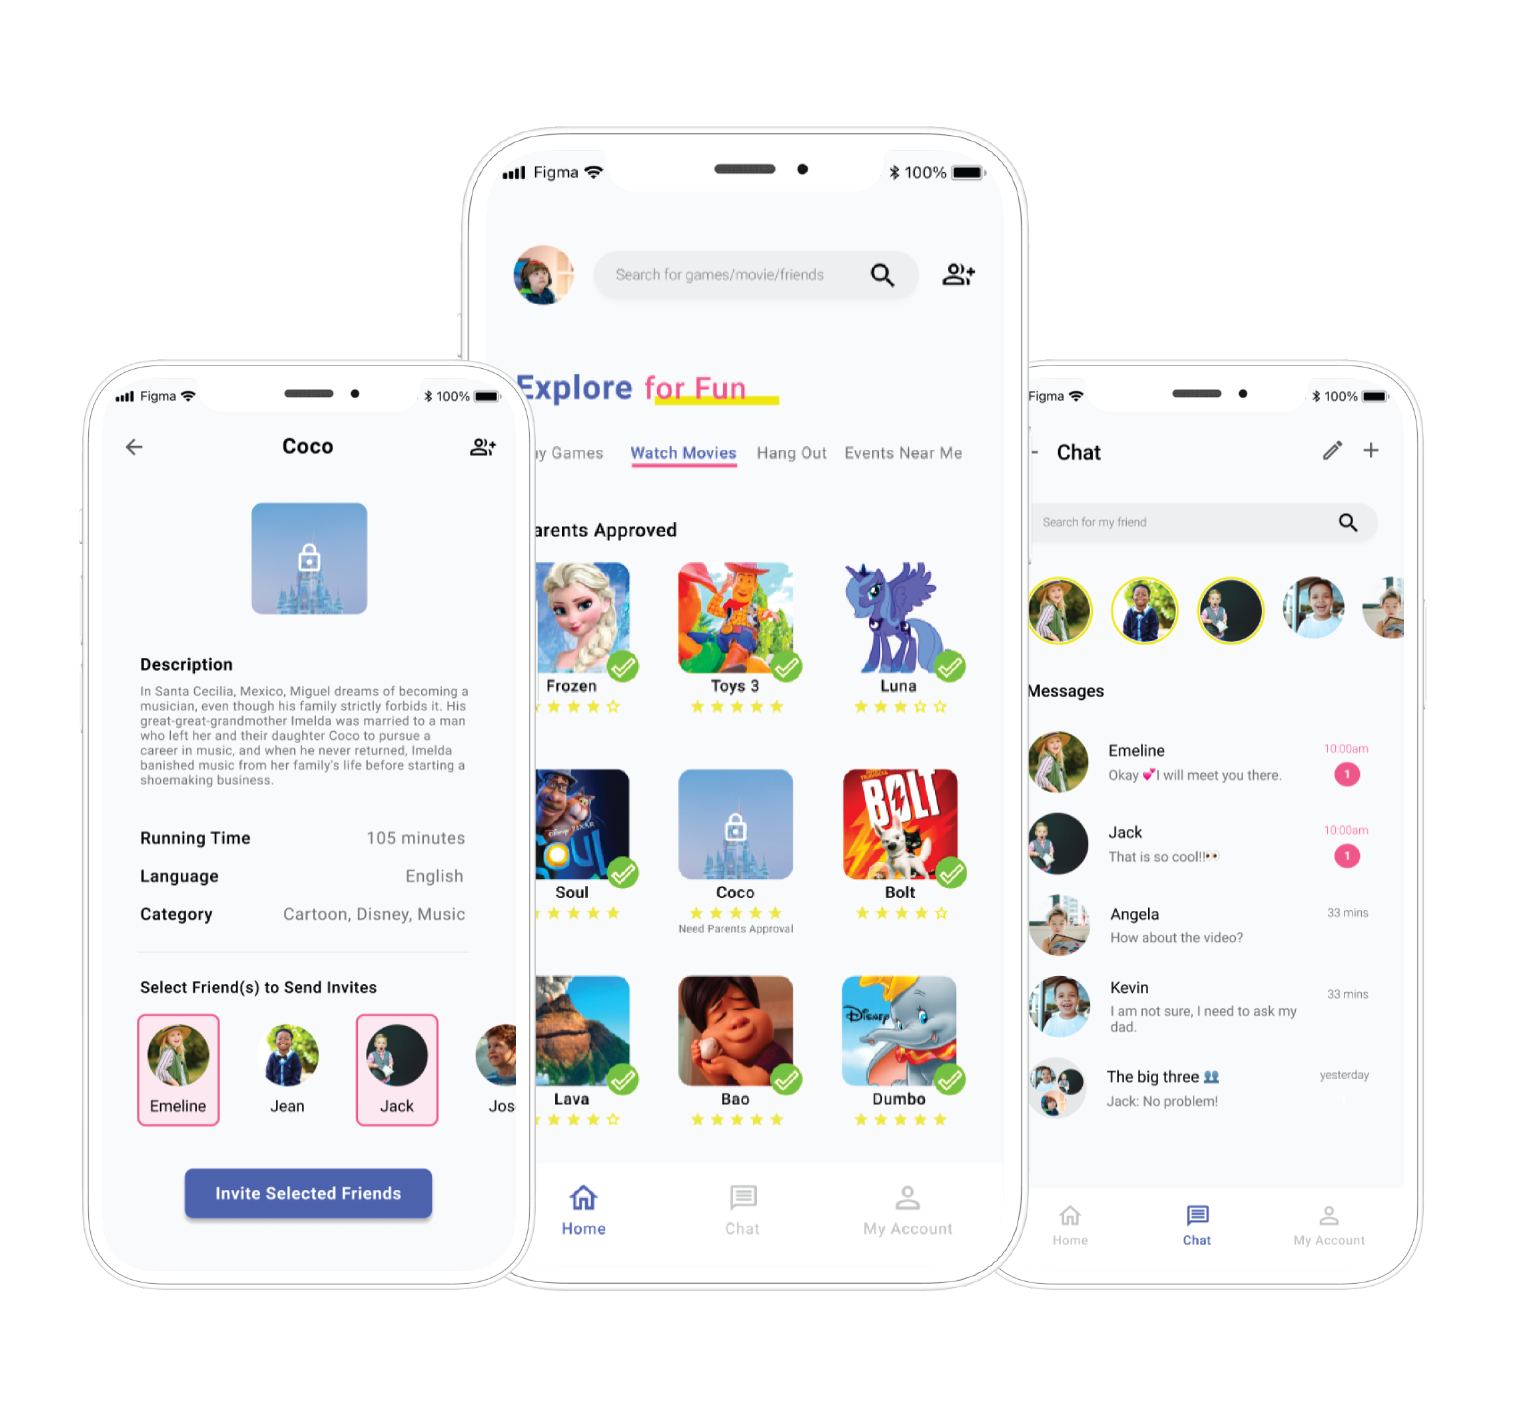 Figma
100%
Coco
Description
In Santa Cecilia, Mexico, Miguel dreams of becoming a
musician, even though his family strictly forbids it. His
great-great-grandmother Imelda was married to a man
who left her and their daughter Coco to pursue a
career in music, and when he never returned, Imelda
banished music from her family's life before starting a
shoemaking business.
Running Time 105 minutes
Language English
Category Cartoon, Disney, Music
Select Friend(s) to Send Invites
Emeline Jean Jack Jos
Invite Selected Friends
Figma
100%
Search for games/movie/friends
Explore for Fun
y Games Watch Movies Hang Out Events Near Me
arents Approved
Frozen Toys 3 Luna
DISNEY PIXAR
oul
BOLT
Soul Coco Bolt
Need Parents Approval
Disney
Lava Bao Dumbo
Home Chat My Account
Figma
100%
Chat
Search for my friend
Messages
Emeline 10:00am
Okay 💕I will meet you there. 1
Jack 10:00am
That is so cool!!👀 1
Angela 33 mins
How about the video?
Kevin 33 mins
I am not sure, I need to ask my
dad.
The big three 👥 yesterday
Jack: No problem!
Home Chat My Account